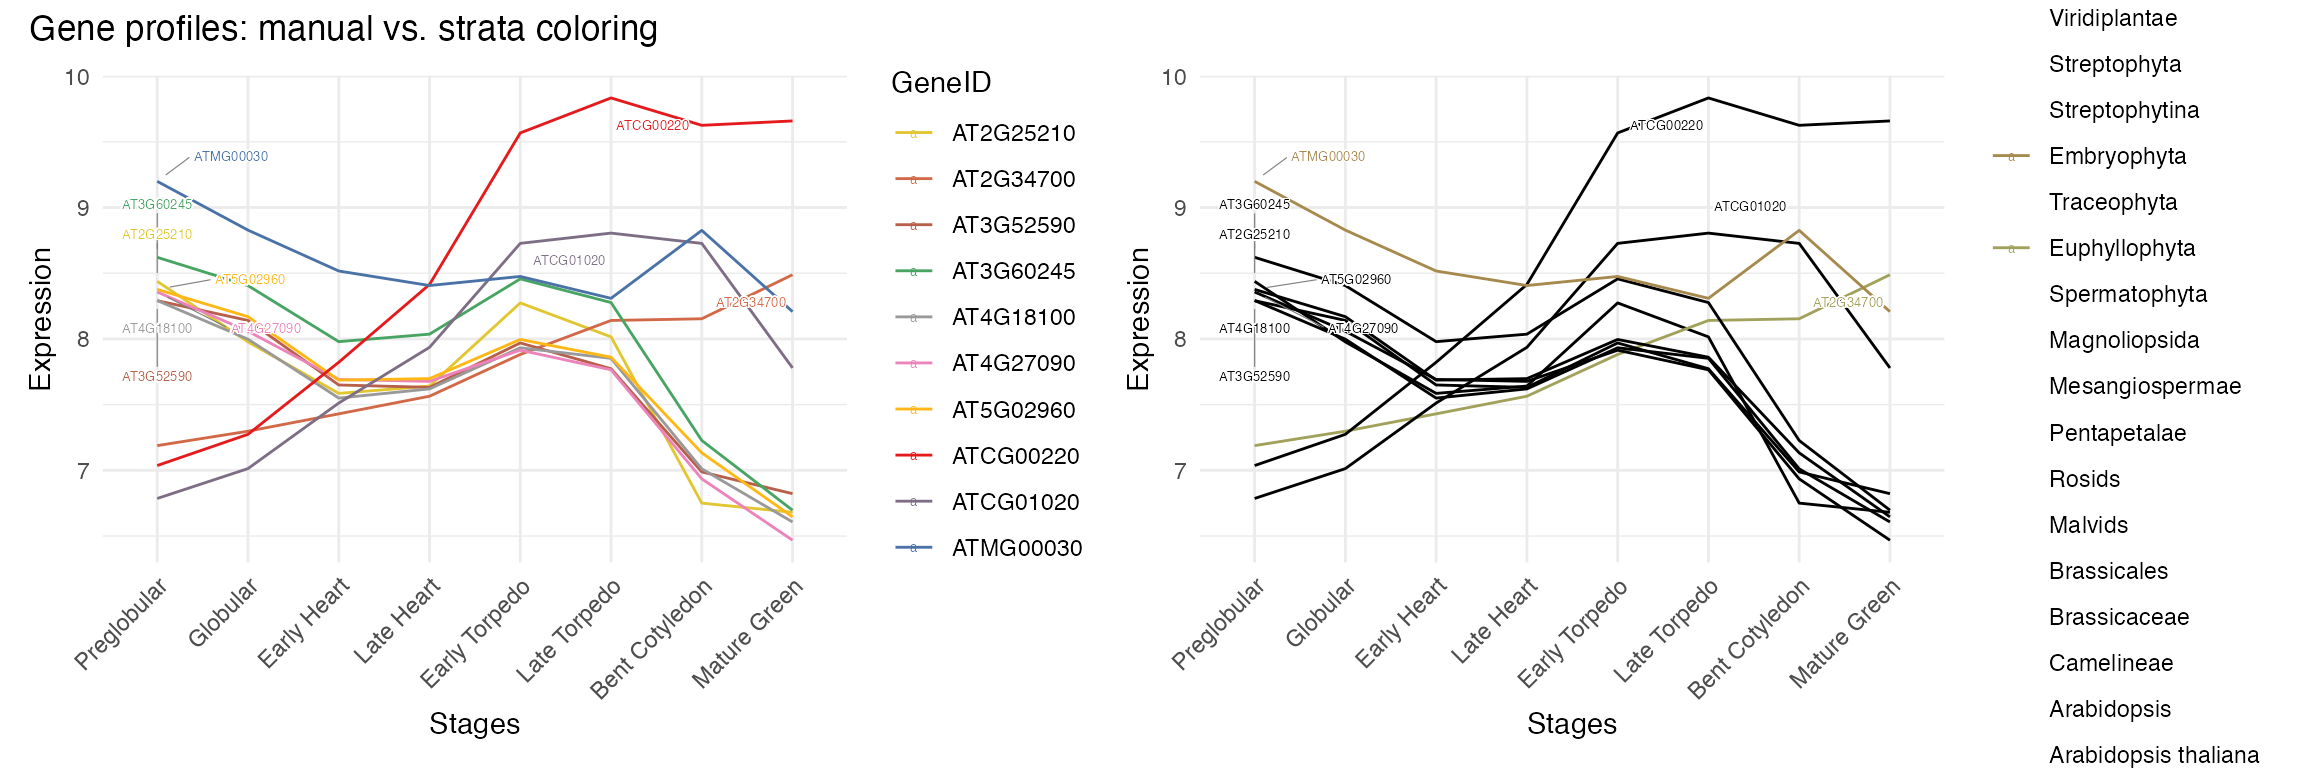 Gene profiles: manual vs. strata coloring
10
9
8
7
Expression
ATMG00030
AT3G60245
AT2G25210
AT5G02960
AT4G18100
AT4G27090
AT3G52590
ATCG00220
ATCG01020
AT2G34700
Preglobular
Globular
Early Heart
Late Heart
Early Torpedo
Late Torpedo
Bent Cotyledon
Mature Green
Stages
GeneID
a AT2G25210
a AT2G34700
a AT3G52590
a AT3G60245
a AT4G18100
a AT4G27090
a AT5G02960
a ATCG00220
a ATCG01020
a ATMG00030
10
9
8
7
Expression
ATMG00030
AT3G60245
AT2G25210
AT5G02960
AT4G18100
AT4G27090
AT3G52590
ATCG00220
ATCG01020
AT2G34700
Preglobular
Globular
Early Heart
Late Heart
Early Torpedo
Late Torpedo
Bent Cotyledon
Mature Green
Stages
Viridiplantae
Streptophyta
Streptophytina
a Embryophyta
Traceophyta
a Euphyllophyta
Spermatophyta
Magnoliopsida
Mesangiospermae
Pentapetalae
Rosids
Malvids
Brassicales
Brassicaceae
Camelineae
Arabidopsis
Arabidopsis thaliana